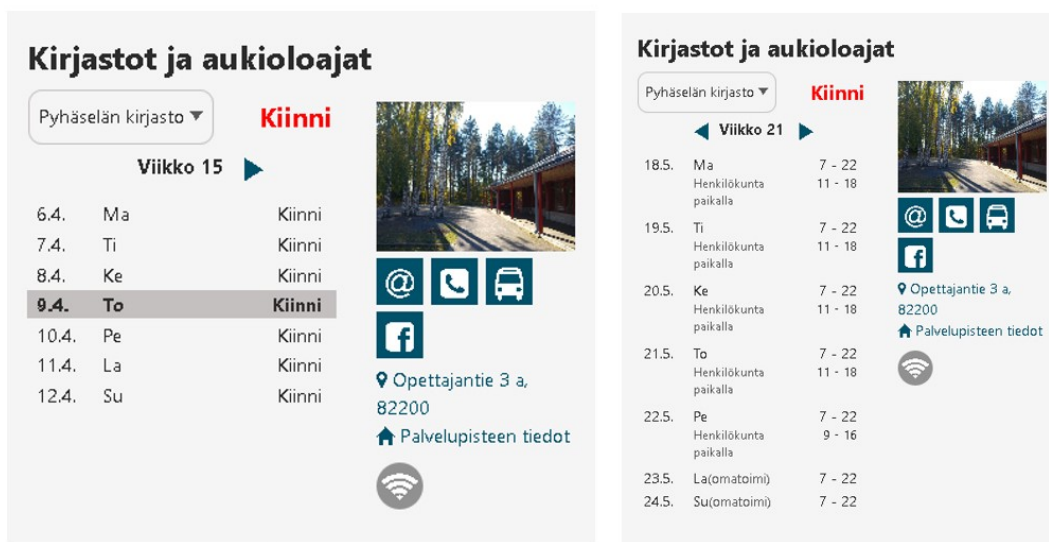 Kirjastot ja aukioloajat
Pyhäselän kirjasto
Kiinni
Viikko 15
6.4. Ma Kiinni
7.4. Ti Kiinni
8.4. Ke Kiinni
9.4. To Kiinni
10.4. Pe Kiinni
11.4. La Kiinni
12.4. Su Kiinni
Opettajantie 3 a,
82200
Palvelupisteen tiedot
Kirjastot ja aukioloajat
Pyhäselän kirjasto
Kiinni
Viikko 21
18.5. Ma 7 - 22
Henkilökunta 11 - 18
paikalla
19.5. Ti 7 - 22
Henkilökunta 11 - 18
paikalla
20.5. Ke 7 - 22
Henkilökunta 11 - 18
paikalla
21.5. To 7 - 22
Henkilökunta 11 - 18
paikalla
22.5. Pe 7 - 22
Henkilökunta 9 - 16
paikalla
23.5. La(omatoimi) 7 - 22
24.5. Su(omatoimi) 7 - 22
Opettajantie 3 a,
82200
Palvelupisteen tiedot